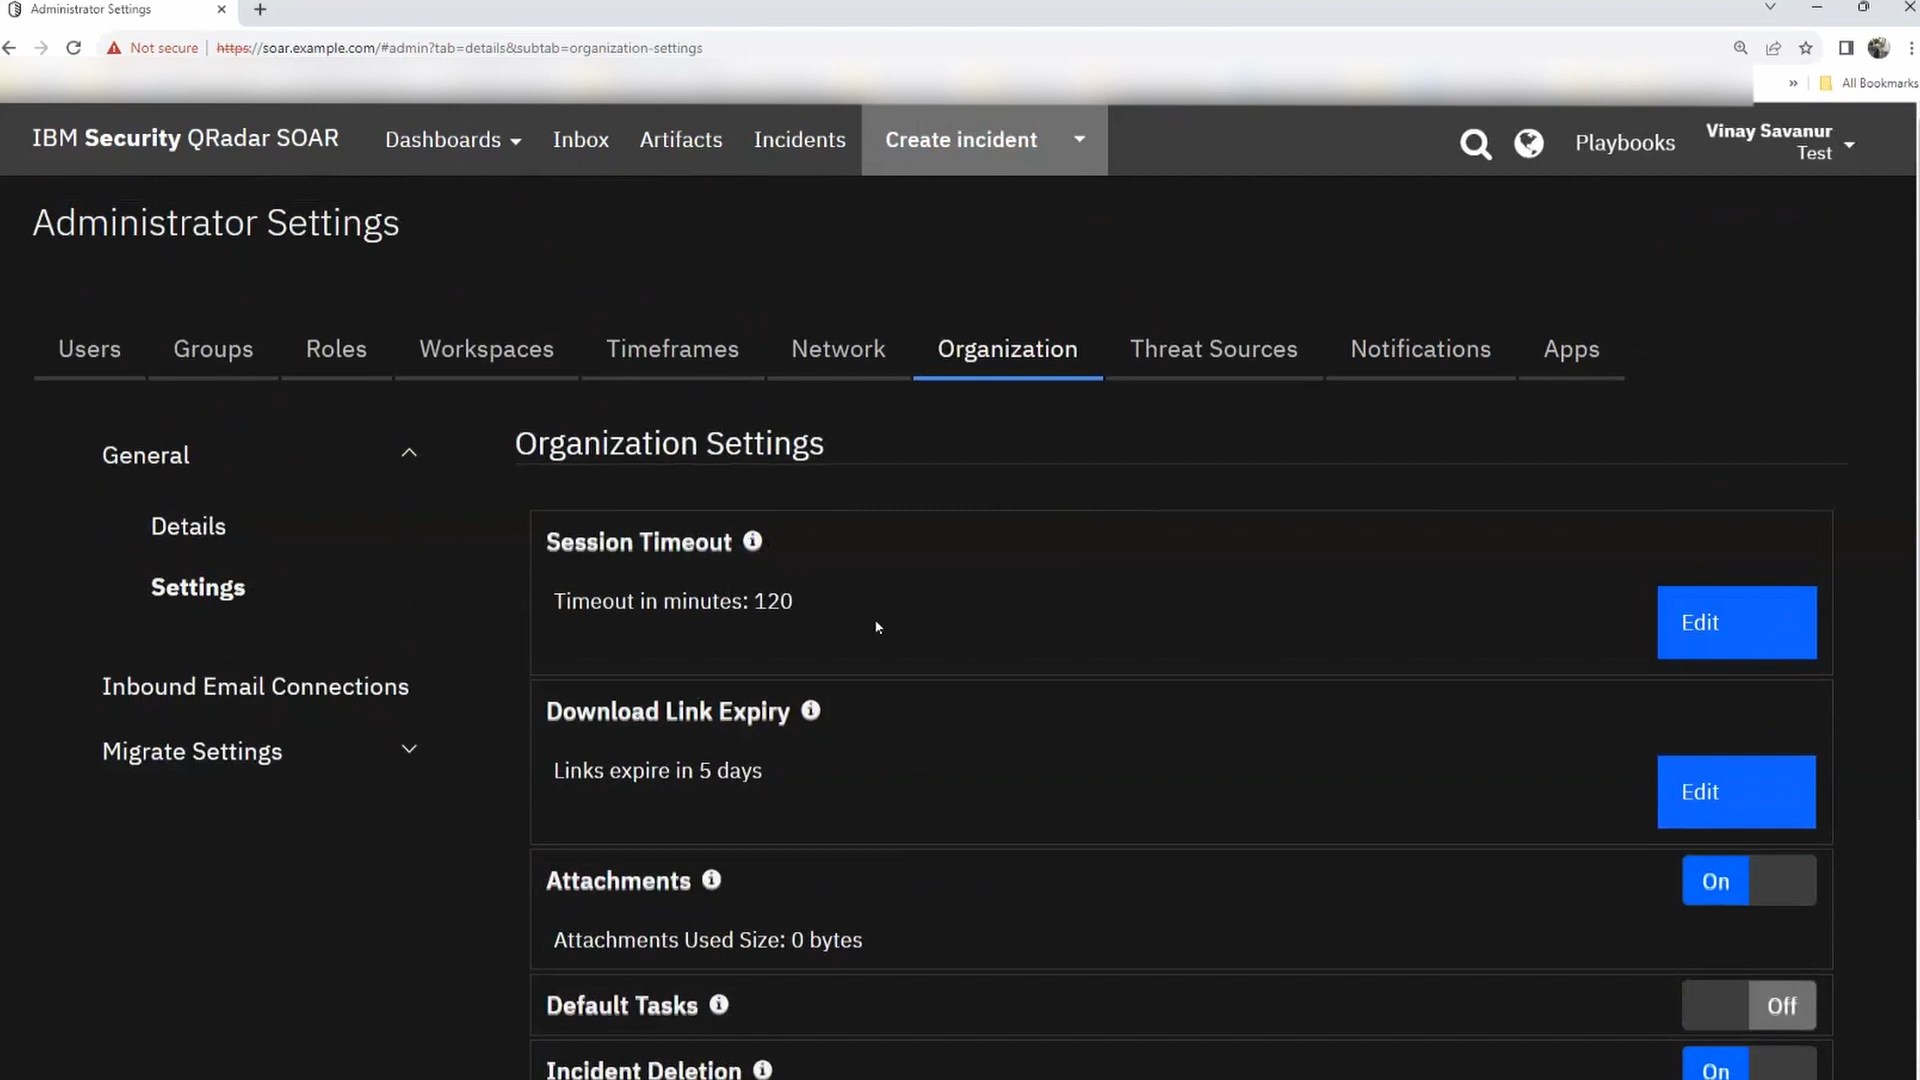 Administrator Settings
Not secure https://soar.example.com/#admin?tab=details&subtab=organization-settings
All Bookmarks
IBM Security QRadar SOAR Dashboards Inbox Artifacts Incidents Create incident Playbooks Vinay Savanur
Test
Administrator Settings
Users Groups Roles Workspaces Timeframes Network Organization Threat Sources Notifications Apps
General
Details
Settings
Inbound Email Connections
Migrate Settings
Organization Settings
Session Timeout
Timeout in minutes: 120
Edit
Download Link Expiry
Links expire in 5 days
Edit
Attachments
On
Attachments Used Size: 0 bytes
Default Tasks
Off
Incident Deletion
On